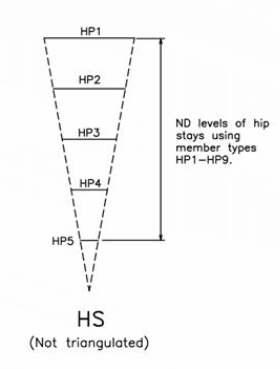 HP1
HP2
HP3
HP4
HP5
ND levels of hip
stays using
member types
HP1-HP9.
HS
(Not triangulated)